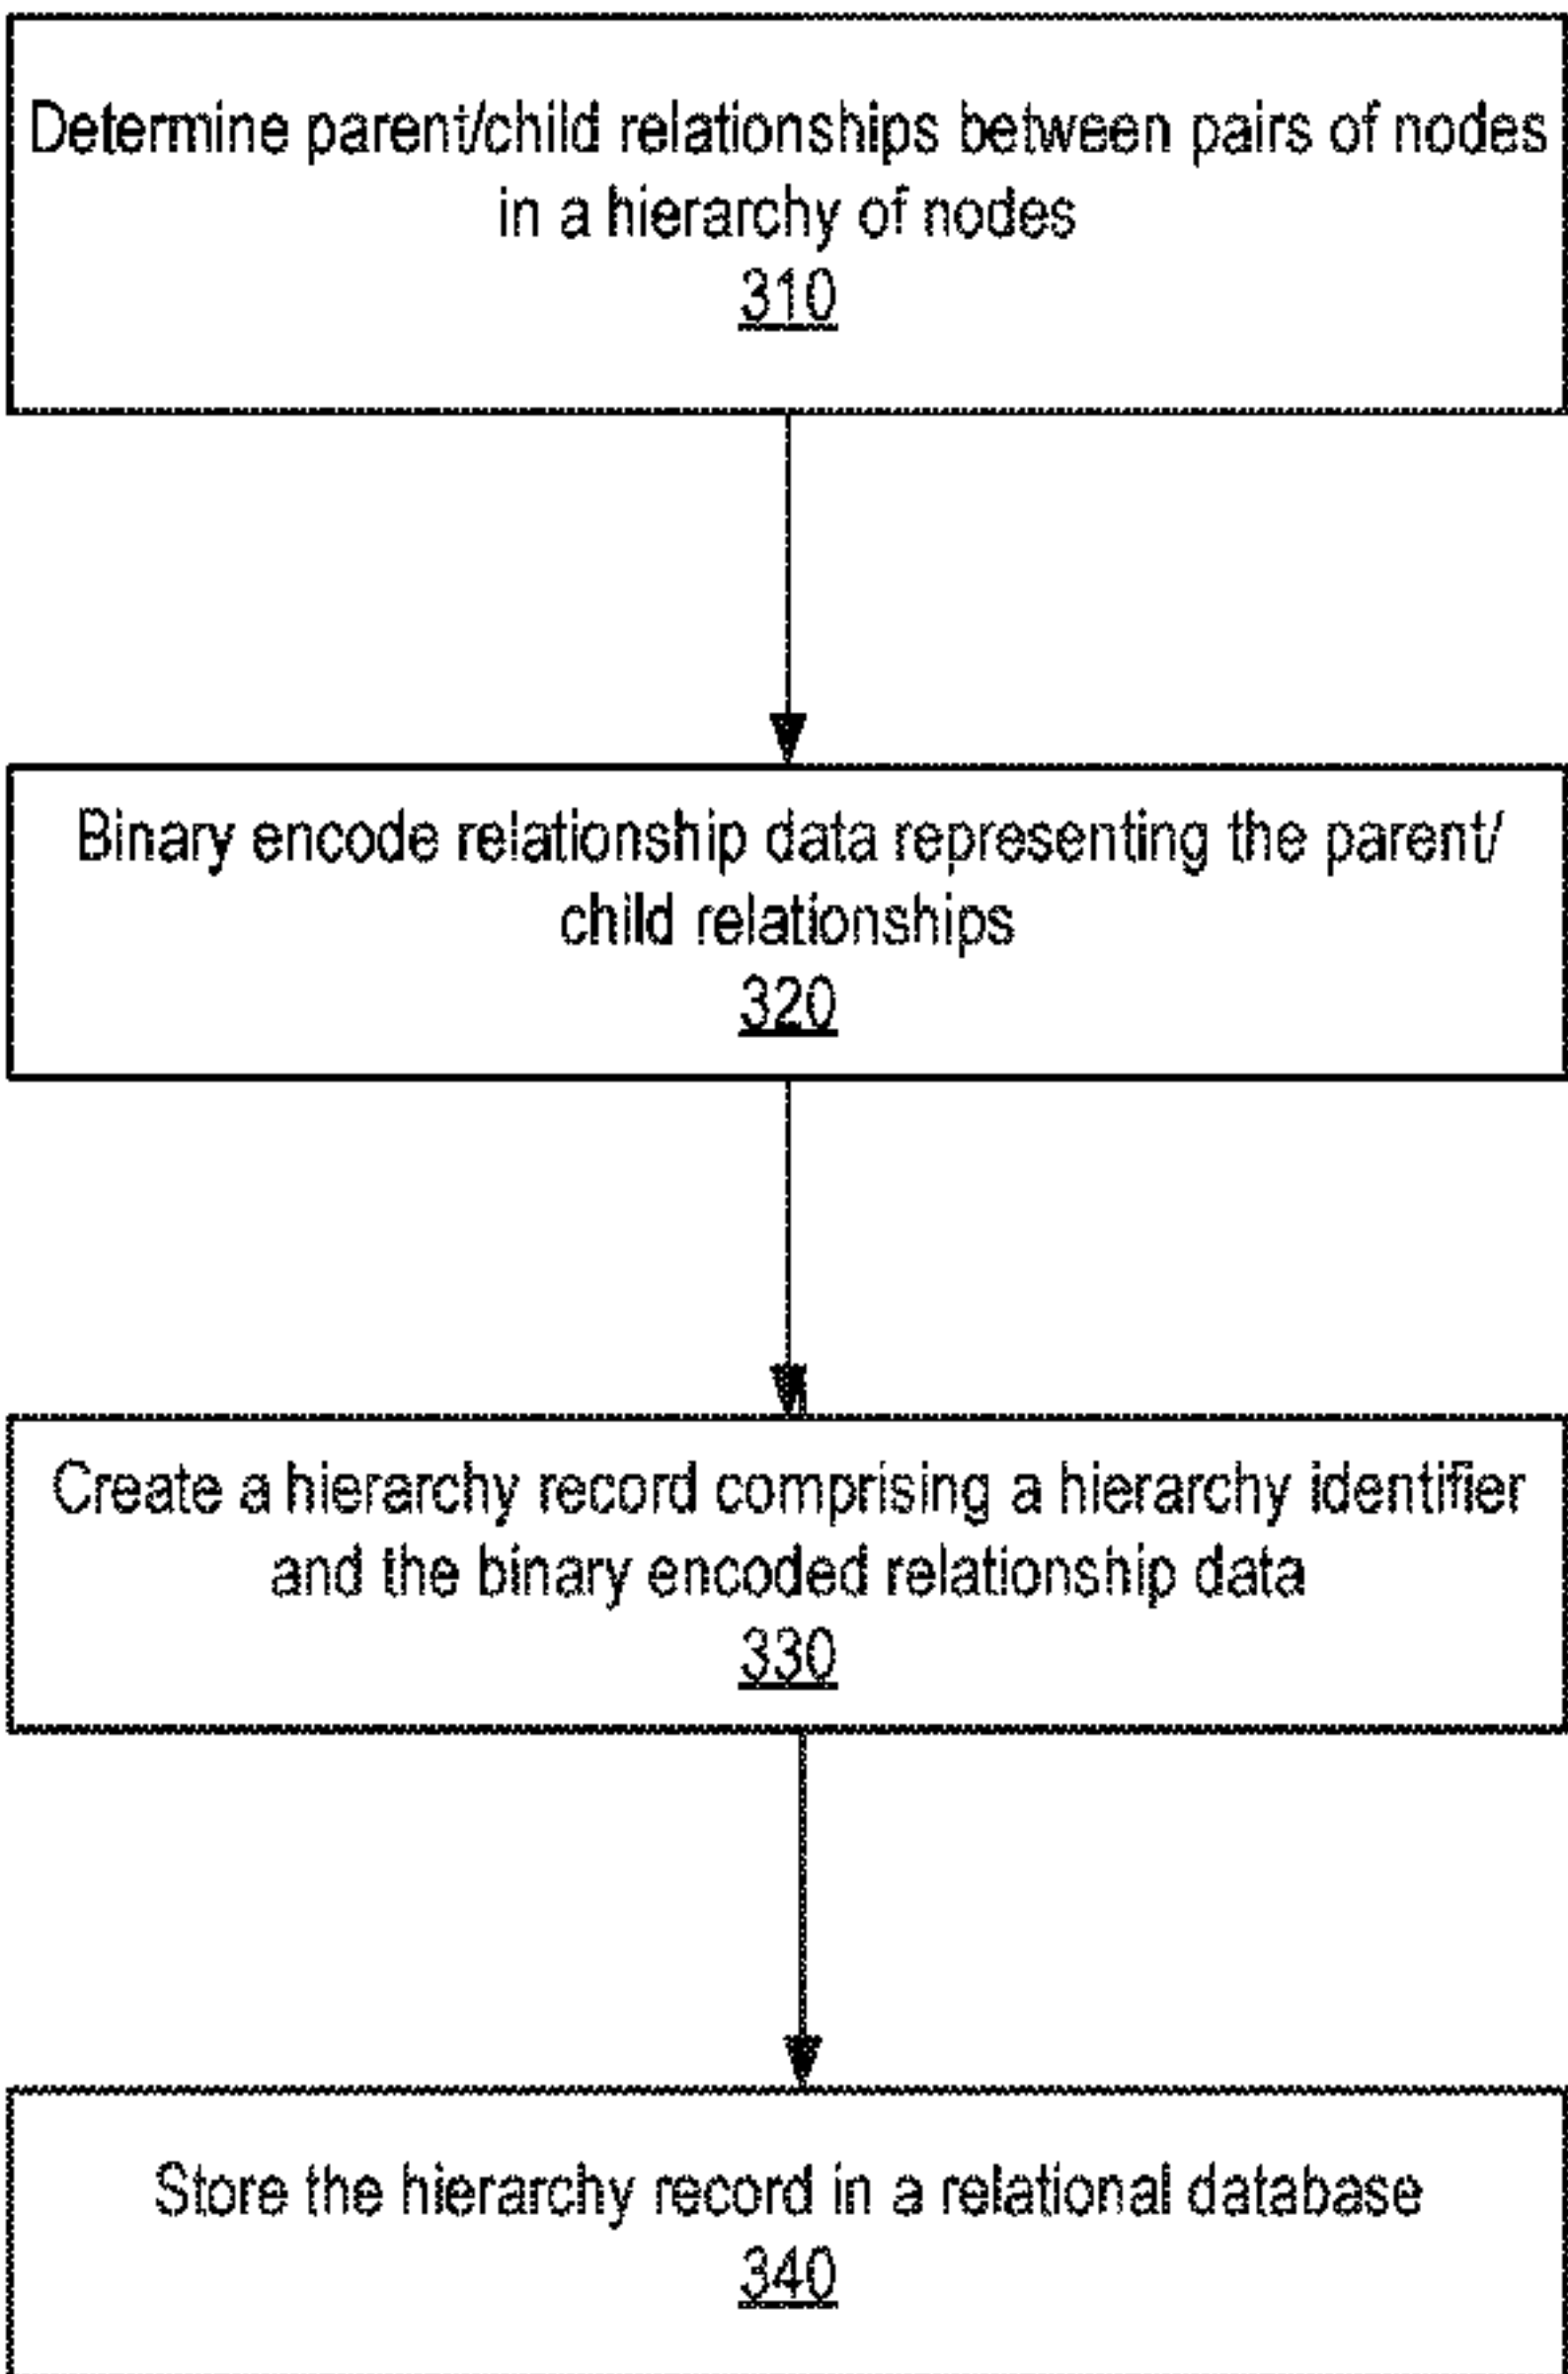 Determine parent/child relationships between pairs of nodes
in a hierarchy of nodes
310
Binary encode relationship data representing the parent/
child relationships
320
Create a hierarchy record comprising a hierarchy identifier
and the binary encoded relationship data
330
Store the hierarchy record in a relational database
340